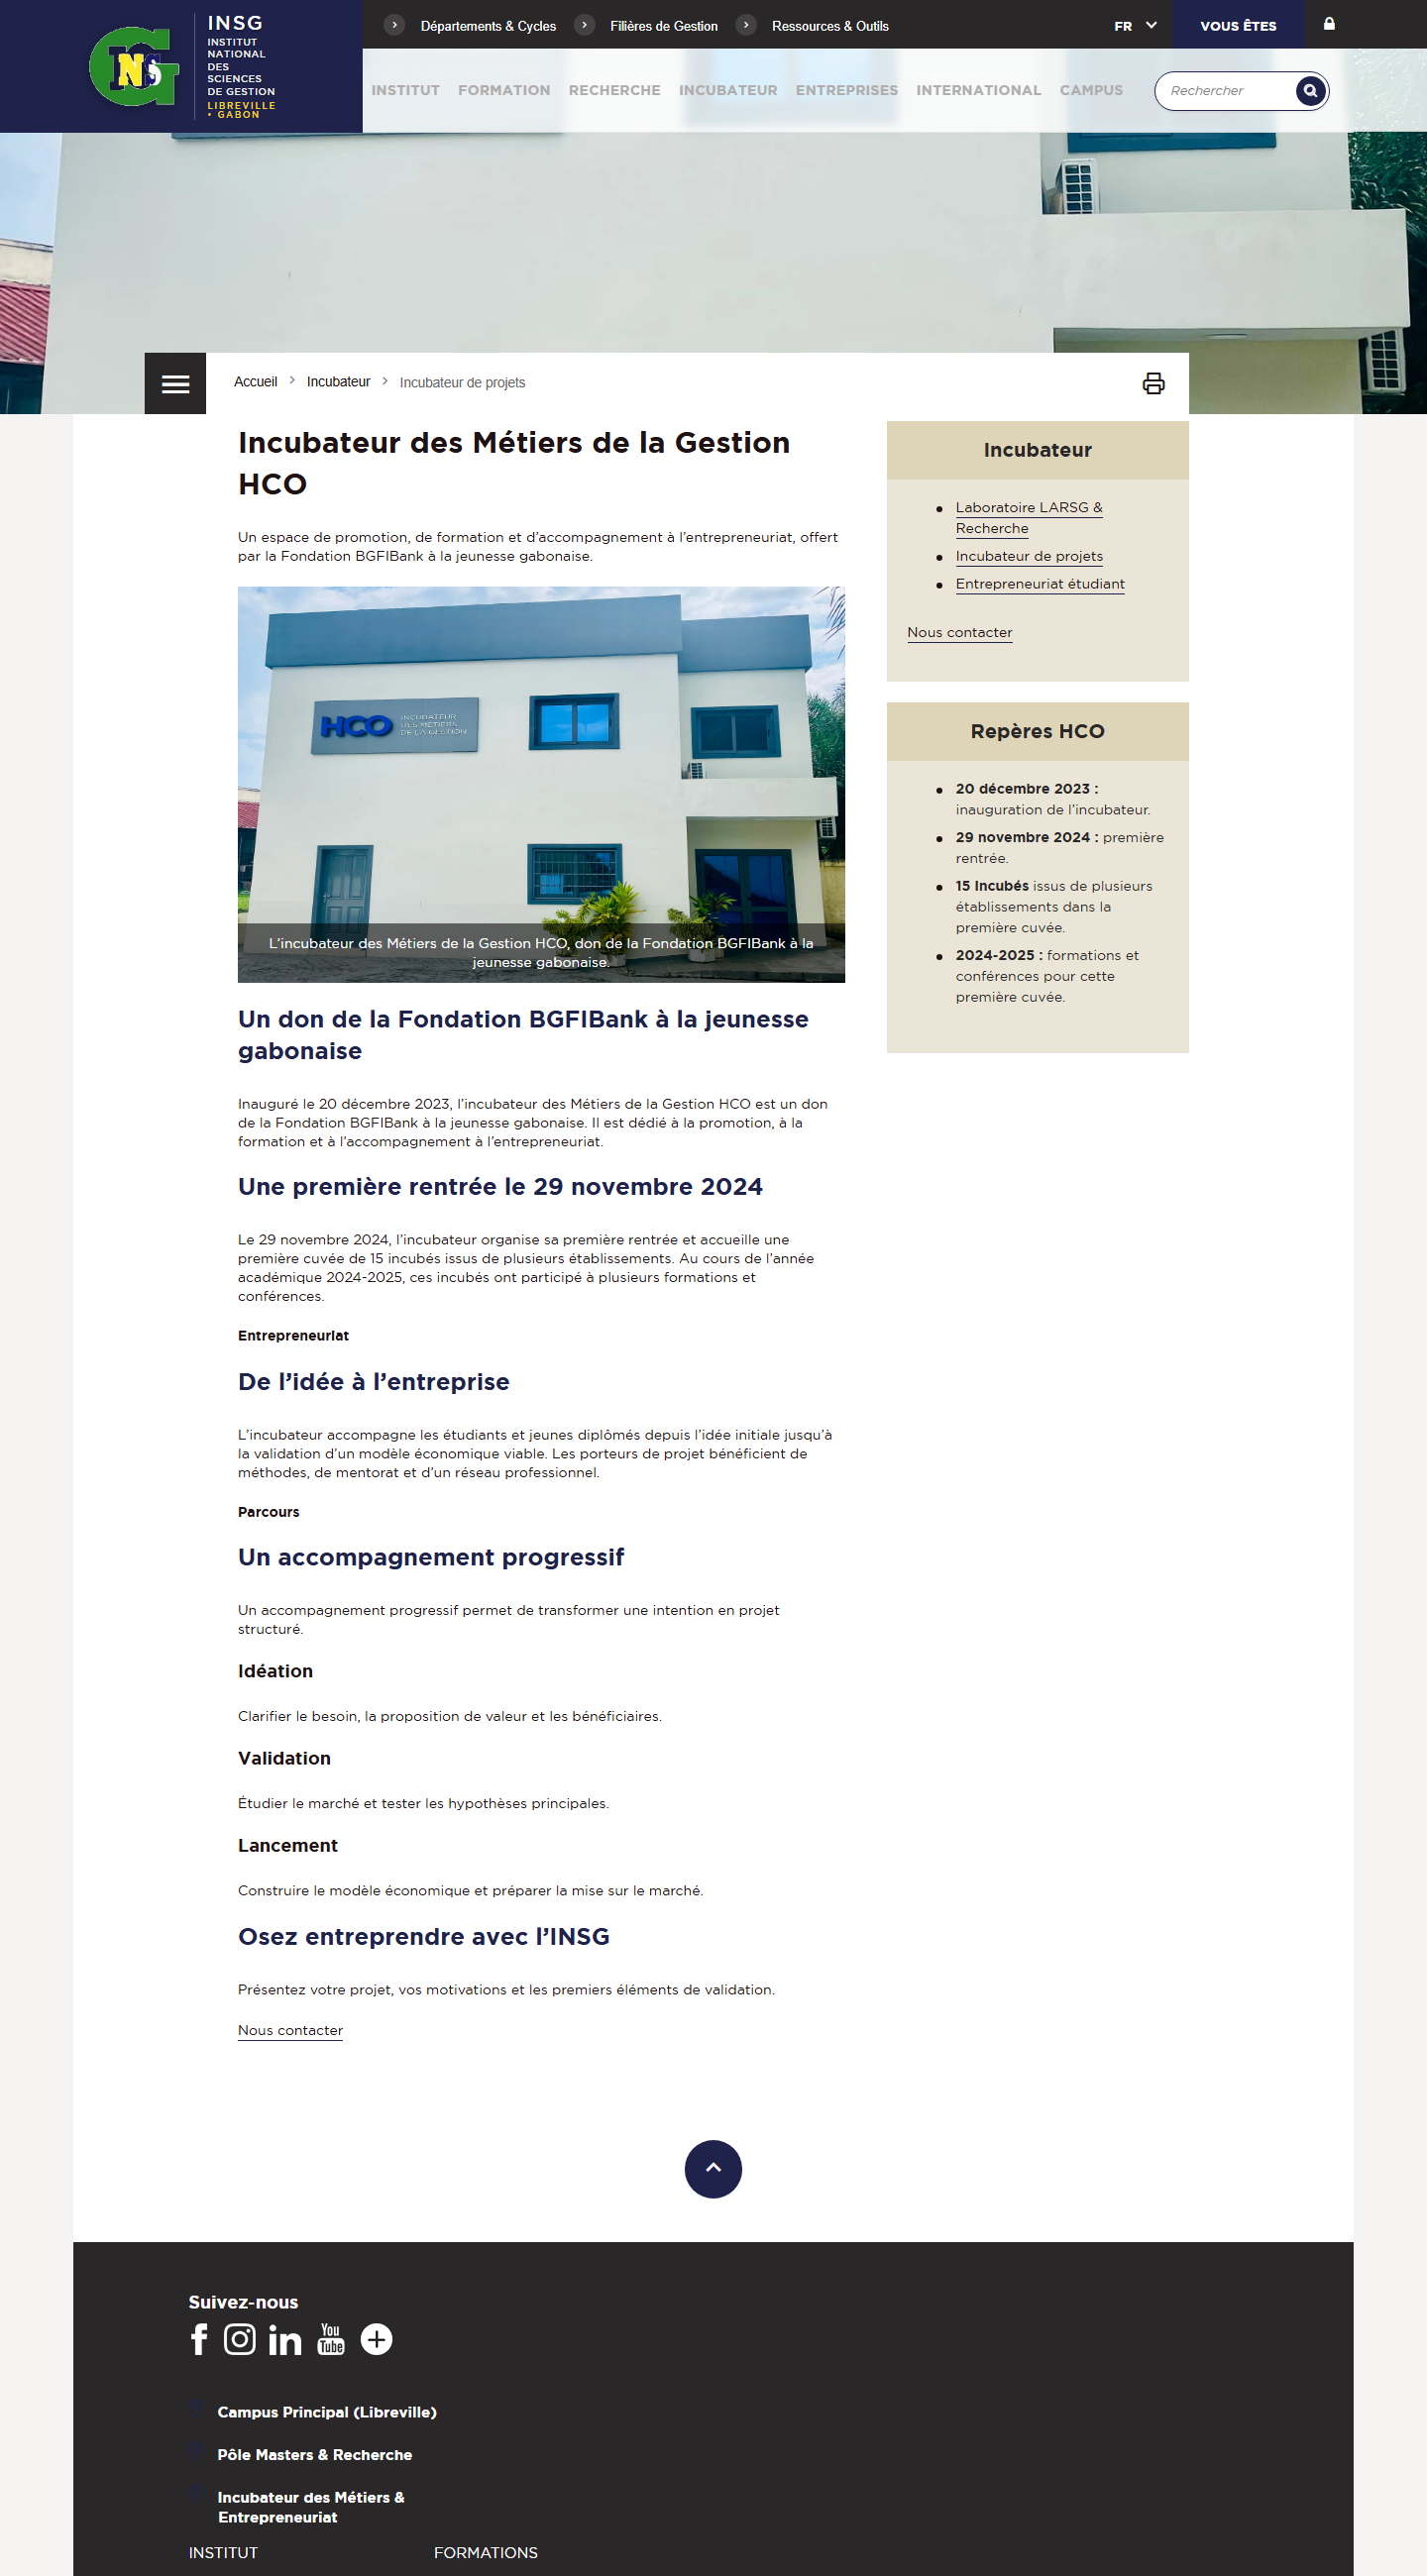 INSG
INSTITUT
NATIONAL
DES
SCIENCES
DE GESTION
LIBREVILLE
• GABON
Départements & Cycles
Filières de Gestion
Ressources & Outils
FR
VOUS ÊTES
INSTITUT
FORMATION
RECHERCHE
INCUBATEUR
ENTREPRISES
INTERNATIONAL
CAMPUS
Rechercher
Accueil
Incubateur
Incubateur de projets
Incubateur des Métiers de la Gestion
HCO
Un espace de promotion, de formation et d’accompagnement à l’entrepreneuriat, offert
par la Fondation BGFIBank à la jeunesse gabonaise.
HCO
INCUBATEUR
DES MÉTIERS
DE LA GESTION
L’incubateur des Métiers de la Gestion HCO, don de la Fondation BGFIBank à la
jeunesse gabonaise.
Un don de la Fondation BGFIBank à la jeunesse
gabonaise
Inauguré le 20 décembre 2023, l’incubateur des Métiers de la Gestion HCO est un don
de la Fondation BGFIBank à la jeunesse gabonaise. Il est dédié à la promotion, à la
formation et à l’accompagnement à l’entrepreneuriat.
Une première rentrée le 29 novembre 2024
Le 29 novembre 2024, l’incubateur organise sa première rentrée et accueille une
première cuvée de 15 incubés issus de plusieurs établissements. Au cours de l’année
académique 2024-2025, ces incubés ont participé à plusieurs formations et
conférences.
Entrepreneuriat
De l’idée à l’entreprise
L’incubateur accompagne les étudiants et jeunes diplômés depuis l’idée initiale jusqu’à
la validation d’un modèle économique viable. Les porteurs de projet bénéficient de
méthodes, de mentorat et d’un réseau professionnel.
Parcours
Un accompagnement progressif
Un accompagnement progressif permet de transformer une intention en projet
structuré.
Idéation
Clarifier le besoin, la proposition de valeur et les bénéficiaires.
Validation
Étudier le marché et tester les hypothèses principales.
Lancement
Construire le modèle économique et préparer la mise sur le marché.
Osez entreprendre avec l’INSG
Présentez votre projet, vos motivations et les premiers éléments de validation.
Nous contacter
Incubateur
Laboratoire LARSG &
Recherche
Incubateur de projets
Entrepreneuriat étudiant
Nous contacter
Repères HCO
20 décembre 2023 :
inauguration de l’incubateur.
29 novembre 2024 : première
rentrée.
15 incubés issus de plusieurs
établissements dans la
première cuvée.
2024-2025 : formations et
conférences pour cette
première cuvée.
Suivez-nous
You
Tube
Campus Principal (Libreville)
Pôle Masters & Recherche
Incubateur des Métiers &
Entrepreneuriat
INSTITUT
FORMATIONS